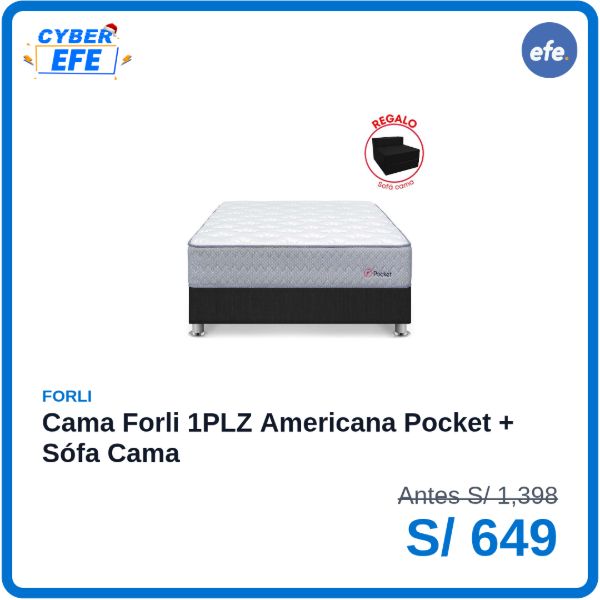 CYBER
EFE
efe.
REGALO
Sofá cama
Pocket
FORLI
Cama Forli 1PLZ Americana Pocket +
Sófa Cama
Antes S/ 1,398
S/ 649